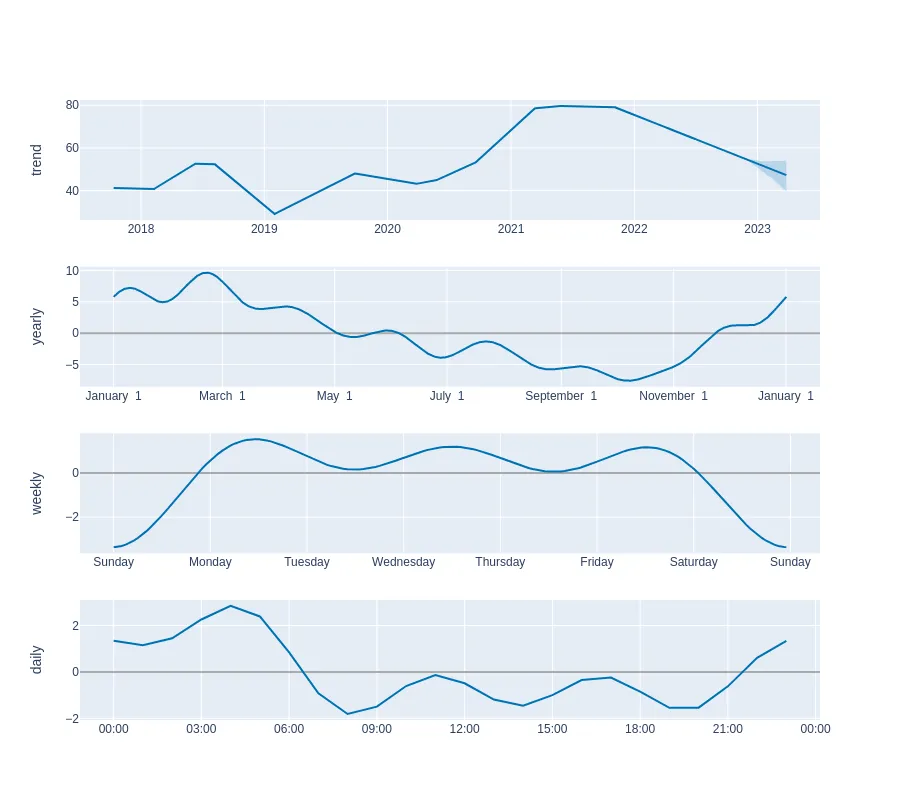 80
60
40
trend
2018 2019 2020 2021 2022 2023
10
5
0
−5
yearly
January 1 March 1 May 1 July 1 September 1 November 1 January 1
0
−2
weekly
Sunday Monday Tuesday Wednesday Thursday Friday Saturday Sunday
2
0
−2
daily
00:00 03:00 06:00 09:00 12:00 15:00 18:00 21:00 00:00